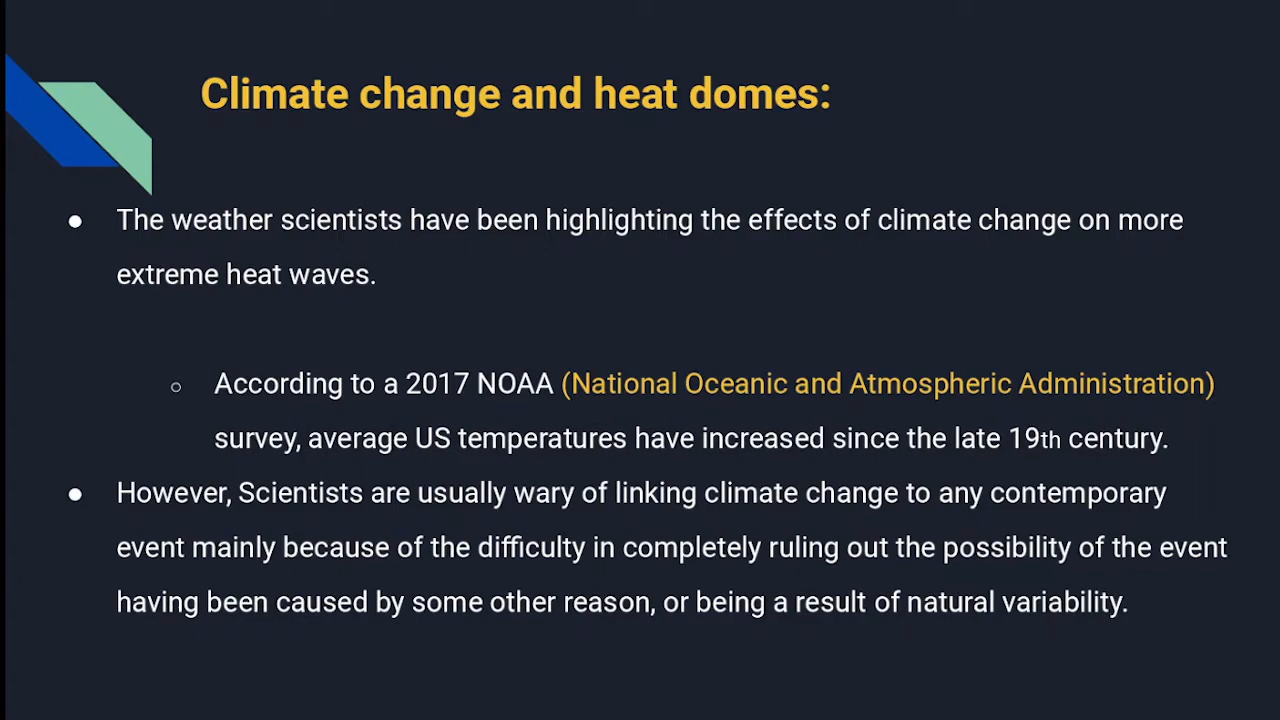 Climate change and heat domes:
● The weather scientists have been highlighting the effects of climate change on more
extreme heat waves.
○ According to a 2017 NOAA (National Oceanic and Atmospheric Administration)
survey, average US temperatures have increased since the late 19th century.
● However, Scientists are usually wary of linking climate change to any contemporary
event mainly because of the difficulty in completely ruling out the possibility of the event
having been caused by some other reason, or being a result of natural variability.